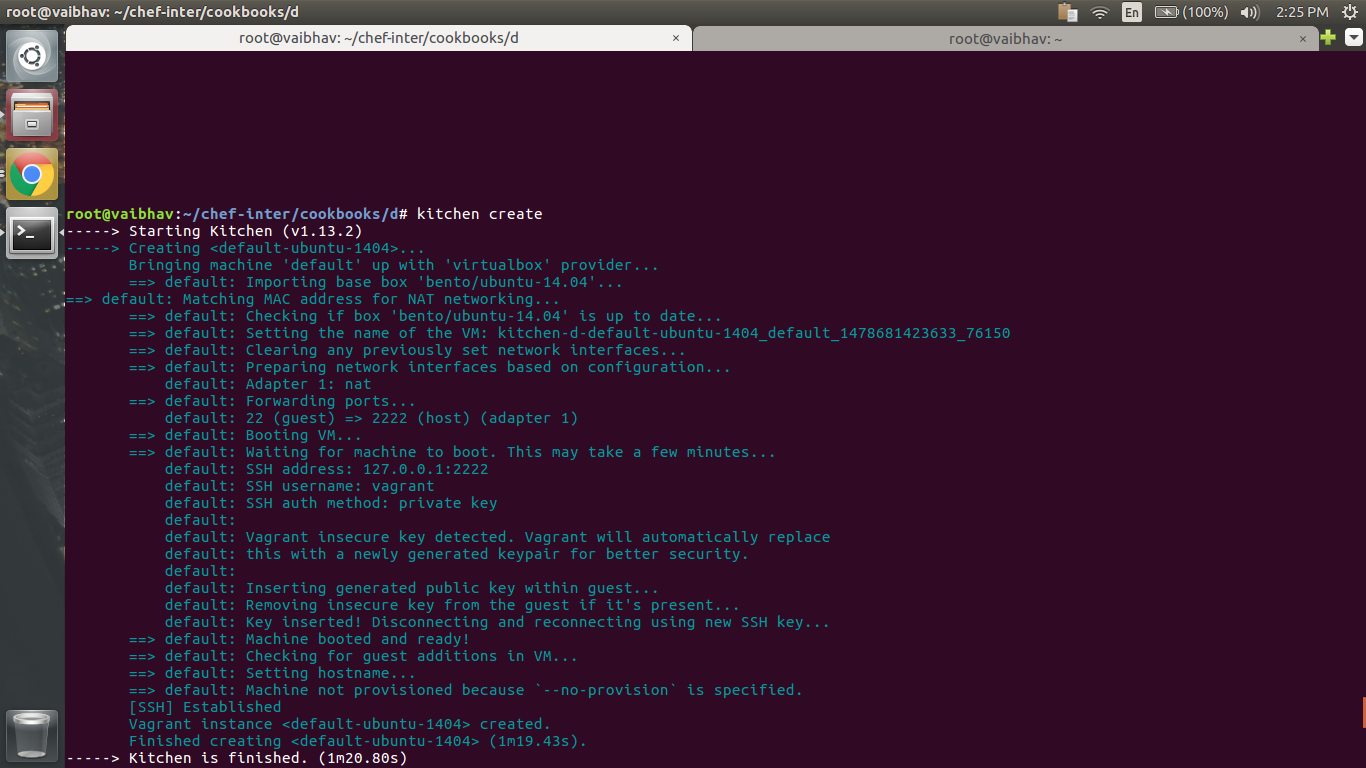 root@vaibhav: ~/chef-inter/cookbooks/d
En
(100%)
2:25 PM
root@vaibhav: ~/chef-inter/cookbooks/d ×
root@vaibhav: ~ ×
root@vaibhav:~/chef-inter/cookbooks/d# kitchen create
-----> Starting Kitchen (v1.13.2)
-----> Creating <default-ubuntu-1404>...
       Bringing machine 'default' up with 'virtualbox' provider...
       ==> default: Importing base box 'bento/ubuntu-14.04'...
==> default: Matching MAC address for NAT networking...
       ==> default: Checking if box 'bento/ubuntu-14.04' is up to date...
       ==> default: Setting the name of the VM: kitchen-d-default-ubuntu-1404_default_1478681423633_76150
       ==> default: Clearing any previously set network interfaces...
       ==> default: Preparing network interfaces based on configuration...
           default: Adapter 1: nat
       ==> default: Forwarding ports...
           default: 22 (guest) => 2222 (host) (adapter 1)
       ==> default: Booting VM...
       ==> default: Waiting for machine to boot. This may take a few minutes...
           default: SSH address: 127.0.0.1:2222
           default: SSH username: vagrant
           default: SSH auth method: private key
           default:
           default: Vagrant insecure key detected. Vagrant will automatically replace
           default: this with a newly generated keypair for better security.
           default:
           default: Inserting generated public key within guest...
           default: Removing insecure key from the guest if it's present...
           default: Key inserted! Disconnecting and reconnecting using new SSH key...
       ==> default: Machine booted and ready!
       ==> default: Checking for guest additions in VM...
       ==> default: Setting hostname...
       ==> default: Machine not provisioned because `--no-provision` is specified.
       [SSH] Established
       Vagrant instance <default-ubuntu-1404> created.
       Finished creating <default-ubuntu-1404> (1m19.43s).
-----> Kitchen is finished. (1m20.80s)